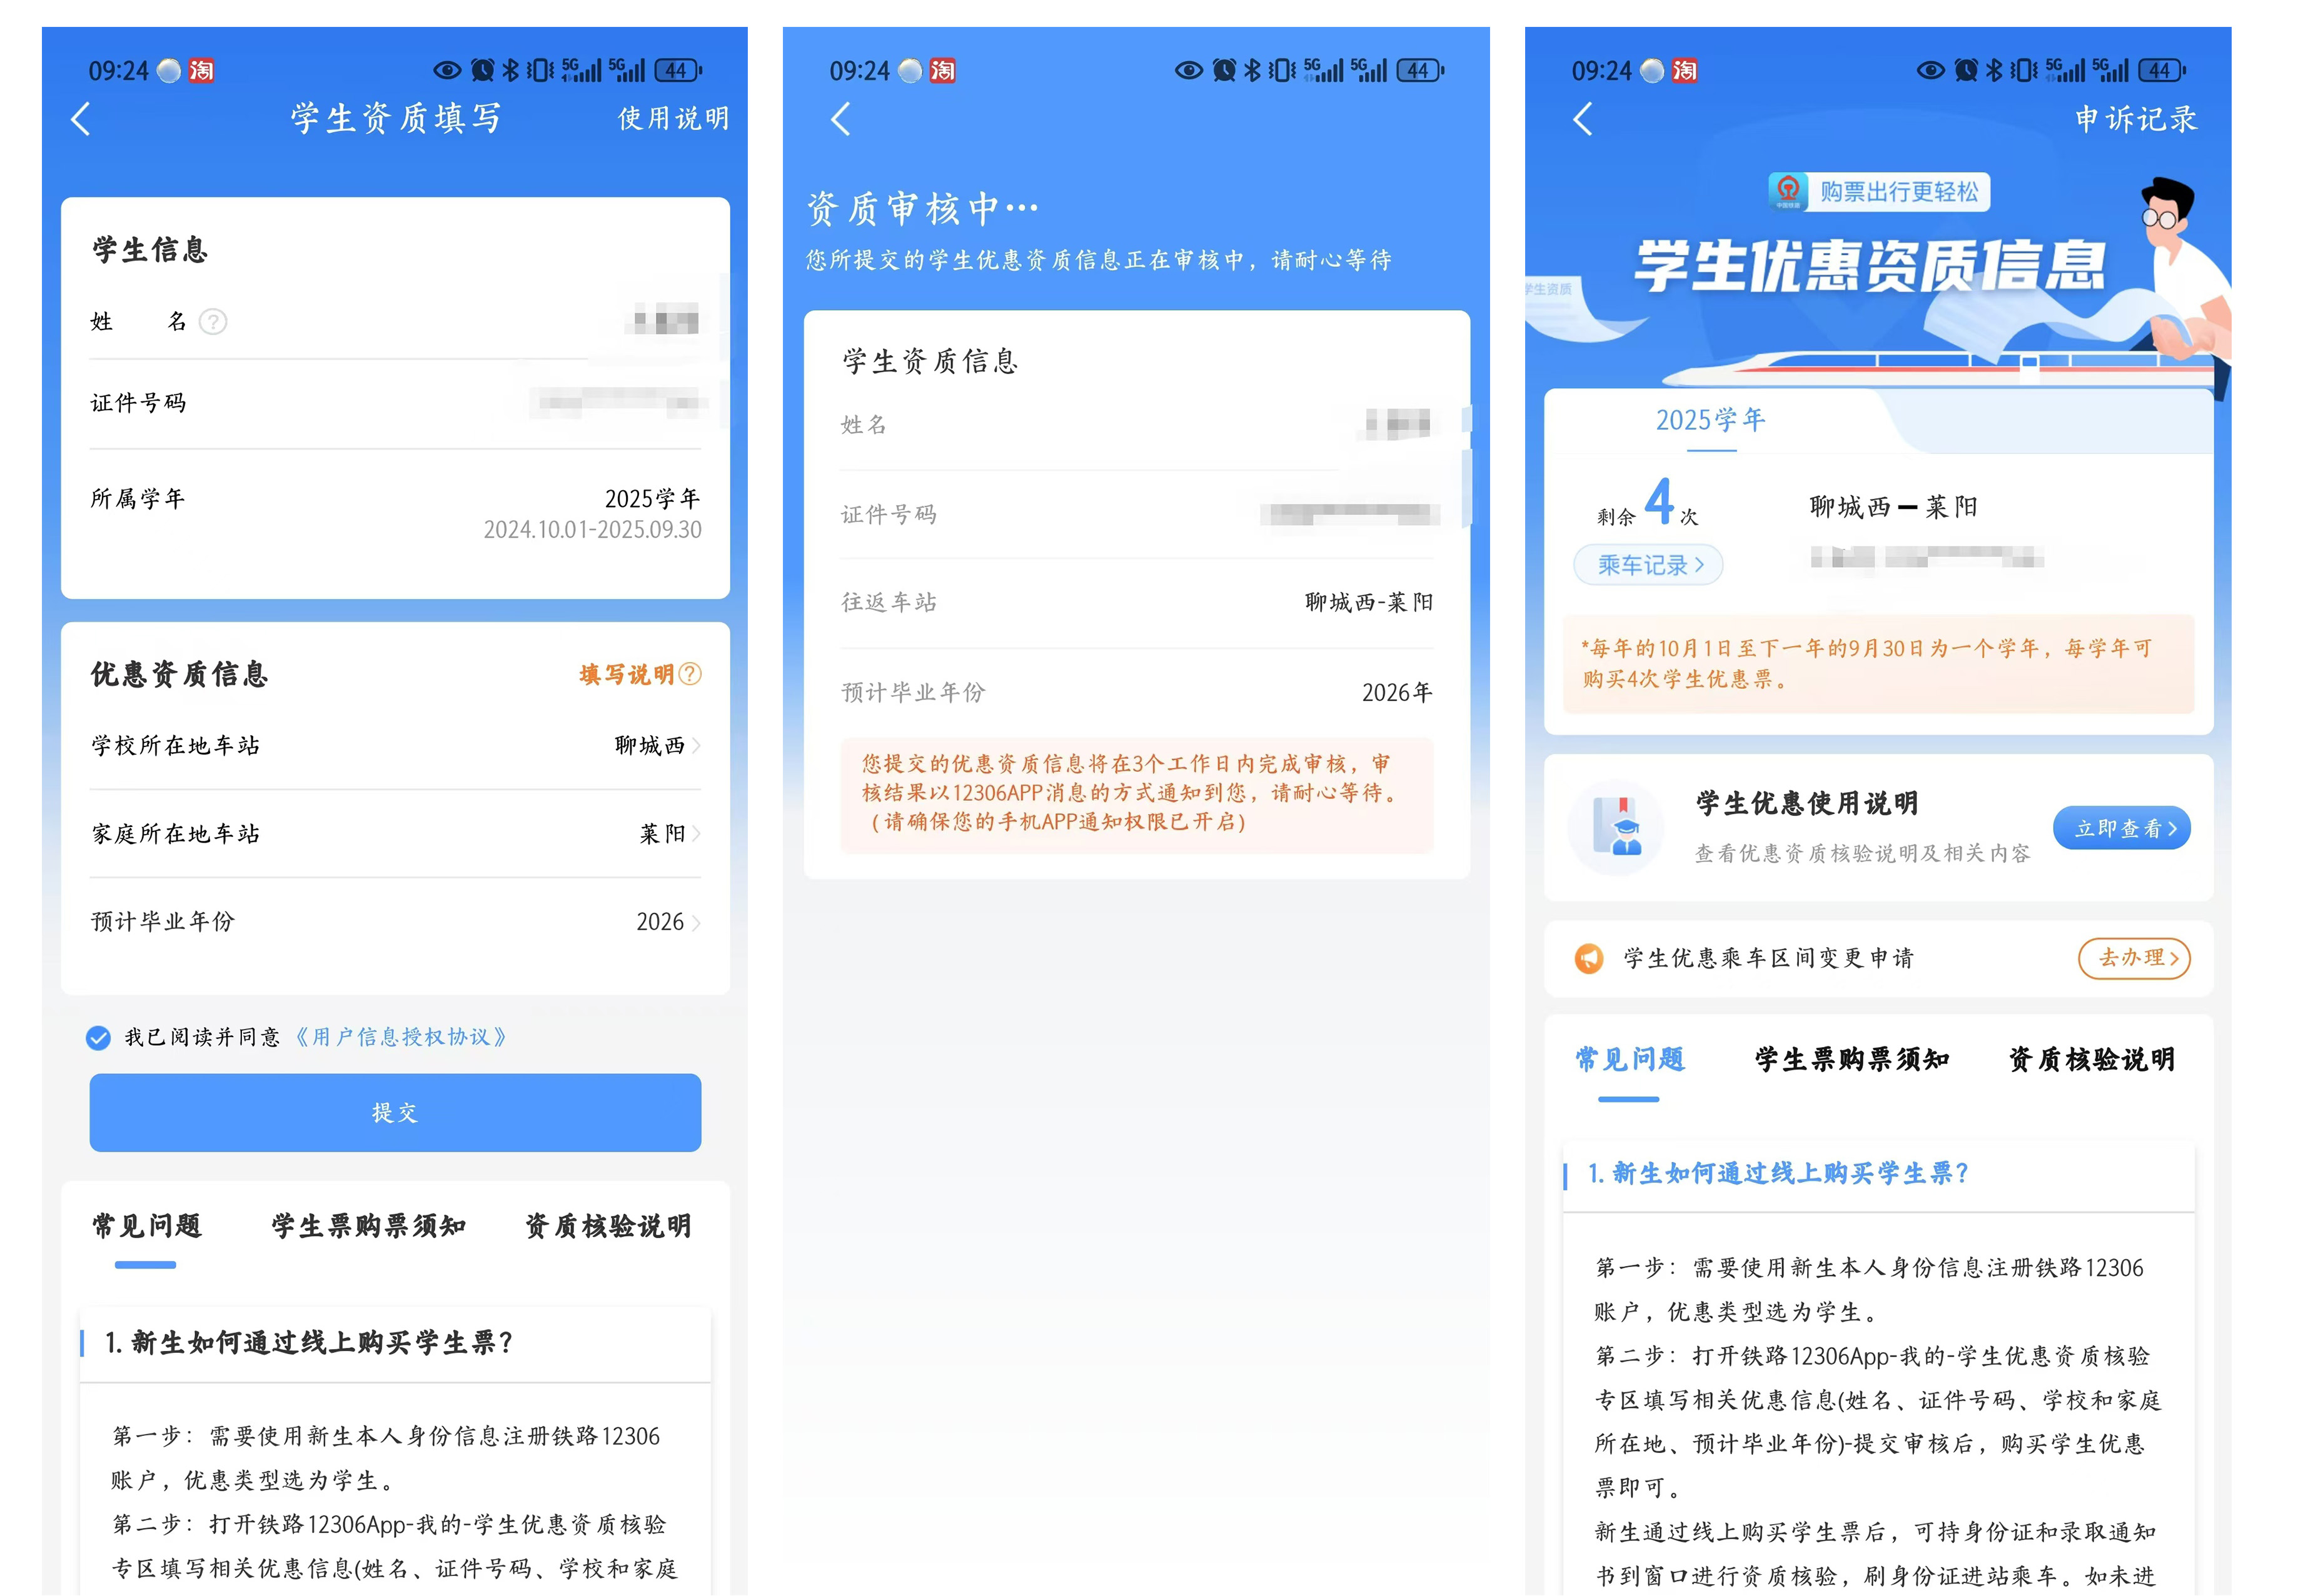 09:24 淘 5G 5G 44
学生资质填写 使用说明
学生信息
姓 名 ?
证件号码
所属学年 2025学年
2024.10.01-2025.09.30
优惠资质信息 填写说明?
学校所在地车站 聊城西
家庭所在地车站 莱阳
预计毕业年份 2026
我已阅读并同意《用户信息授权协议》
提交
常见问题 学生票购票须知 资质核验说明
1. 新生如何通过线上购买学生票?
第一步：需要使用新生本人身份信息注册铁路12306
账户，优惠类型选为学生。
第二步：打开铁路12306App-我的-学生优惠资质核验
专区填写相关优惠信息(姓名、证件号码、学校和家庭
09:24 淘 5G 5G 44
资质审核中…
您所提交的学生优惠资质信息正在审核中，请耐心等待
学生资质信息
姓名
证件号码
往返车站 聊城西-莱阳
预计毕业年份 2026年
您提交的优惠资质信息将在3个工作日内完成审核，审
核结果以12306APP消息的方式通知到您，请耐心等待。
（请确保您的手机APP通知权限已开启）
09:24 淘 5G 5G 44
申诉记录
中国铁路 购票出行更轻松
学生优惠资质信息
学生资质
2025学年
剩余4次 聊城西—莱阳
乘车记录
*每年的10月1日至下一年的9月30日为一个学年，每学年可
购买4次学生优惠票。
学生优惠使用说明
查看优惠资质核验说明及相关内容
立即查看
学生优惠乘车区间变更申请 去办理
常见问题 学生票购票须知 资质核验说明
1. 新生如何通过线上购买学生票?
第一步：需要使用新生本人身份信息注册铁路12306
账户，优惠类型选为学生。
第二步：打开铁路12306App-我的-学生优惠资质核验
专区填写相关优惠信息(姓名、证件号码、学校和家庭
所在地、预计毕业年份)-提交审核后，购买学生优惠
票即可。
新生通过线上购买学生票后，可持身份证和录取通知
书到窗口进行资质核验，刷身份证进站乘车。如未进